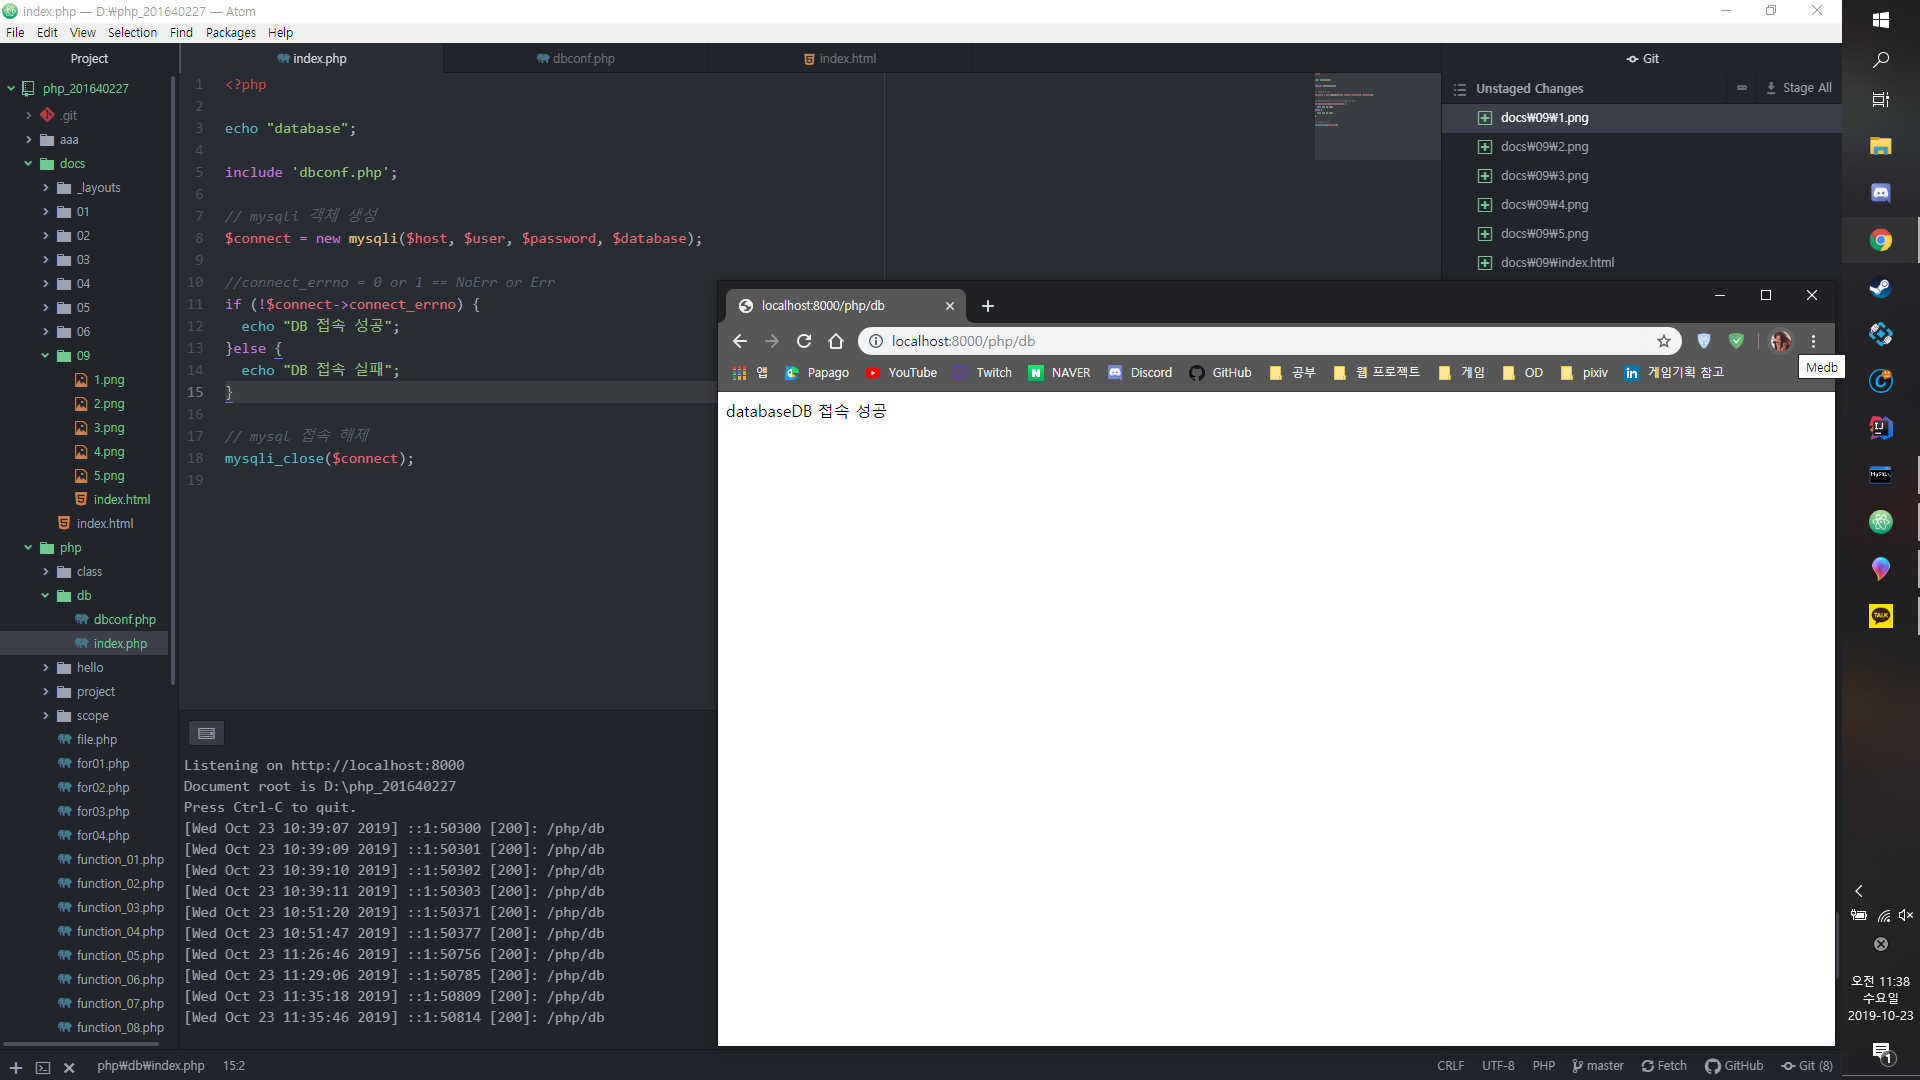 index.php — D:₩php_201640227 — Atom
File Edit View Selection Find Packages Help
Project
php_201640227
.git
aaa
docs
_layouts
01
02
03
04
05
06
09
1.png
2.png
3.png
4.png
5.png
index.html
index.html
php
class
db
dbconf.php
index.php
hello
project
scope
file.php
for01.php
for02.php
for03.php
for04.php
function_01.php
function_02.php
function_03.php
function_04.php
function_05.php
function_06.php
function_07.php
function_08.php
index.php dbconf.php index.html
1 <?php
2
3 echo "database";
4
5 include 'dbconf.php';
6
7 // mysqli 객체 생성
8 $connect = new mysqli($host, $user, $password, $database);
9
10 //connect_errno = 0 or 1 == NoErr or Err
11 if (!$connect->connect_errno) {
12 echo "DB 접속 성공";
13 }else {
14 echo "DB 접속 실패";
15 }
16
17 // mysql 접속 해제
18 mysqli_close($connect);
19
Listening on http://localhost:8000
Document root is D:\php_201640227
Press Ctrl-C to quit.
[Wed Oct 23 10:39:07 2019] ::1:50300 [200]: /php/db
[Wed Oct 23 10:39:09 2019] ::1:50301 [200]: /php/db
[Wed Oct 23 10:39:10 2019] ::1:50302 [200]: /php/db
[Wed Oct 23 10:39:11 2019] ::1:50303 [200]: /php/db
[Wed Oct 23 10:51:20 2019] ::1:50371 [200]: /php/db
[Wed Oct 23 10:51:47 2019] ::1:50377 [200]: /php/db
[Wed Oct 23 11:26:46 2019] ::1:50756 [200]: /php/db
[Wed Oct 23 11:29:06 2019] ::1:50785 [200]: /php/db
[Wed Oct 23 11:35:18 2019] ::1:50809 [200]: /php/db
[Wed Oct 23 11:35:46 2019] ::1:50814 [200]: /php/db
Git
Unstaged Changes Stage All
docs₩09₩1.png
docs₩09₩2.png
docs₩09₩3.png
docs₩09₩4.png
docs₩09₩5.png
docs₩09₩index.html
localhost:8000/php/db
localhost:8000/php/db
앱 Papago YouTube Twitch NAVER Discord GitHub 공부 웹 프로젝트 게임 OD pixiv 게임기획 참고
Medb
databaseDB 접속 성공
php₩db₩index.php 15:2
CRLF UTF-8 PHP master Fetch GitHub Git (8)
오전 11:38
수요일
2019-10-23
1